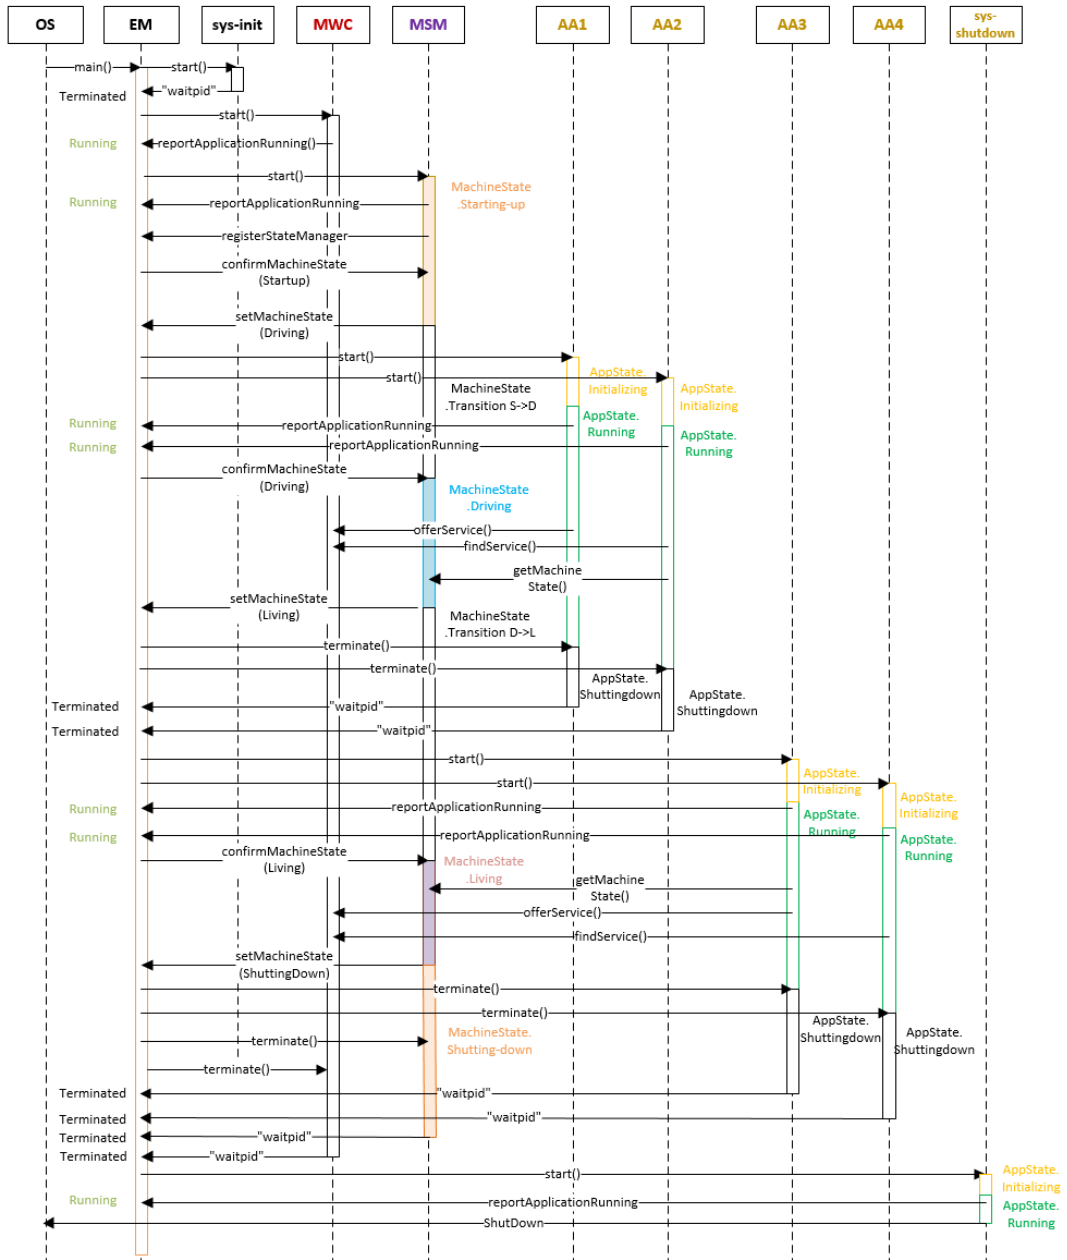 OS
EM
sys-init
MWC
MSM
AA1
AA2
AA3
AA4
sys-
shutdown
main()
start()
Terminated
"waitpid"
start()
Running
reportApplicationRunning()
start()
MachineState
.Starting-up
Running
reportApplicationRunning
registerStateManager
confirmMachineState
(Startup)
setMachineState
(Driving)
start()
start()
AppState.
Initializing
AppState.
Initializing
MachineState
.Transition S->D
Running
reportApplicationRunning
AppState.
Running
Running
reportApplicationRunning
AppState.
Running
confirmMachineState
(Driving)
MachineState
.Driving
offerService()
findService()
getMachine
State()
setMachineState
(Living)
MachineState
.Transition D->L
terminate()
terminate()
AppState.
Shuttingdown
AppState.
Shuttingdown
Terminated
"waitpid"
Terminated
"waitpid"
start()
start()
AppState.
Initializing
AppState.
Initializing
Running
reportApplicationRunning
AppState.
Running
Running
reportApplicationRunning
AppState.
Running
confirmMachineState
(Living)
MachineState
.Living
getMachine
State()
offerService()
findService()
setMachineState
(ShuttingDown)
terminate()
terminate()
AppState.
Shuttingdown
AppState.
Shuttingdown
terminate()
MachineState.
Shutting-down
terminate()
Terminated
"waitpid"
Terminated
"waitpid"
Terminated
"waitpid"
Terminated
"waitpid"
start()
AppState.
Initializing
Running
reportApplicationRunning
AppState.
Running
ShutDown